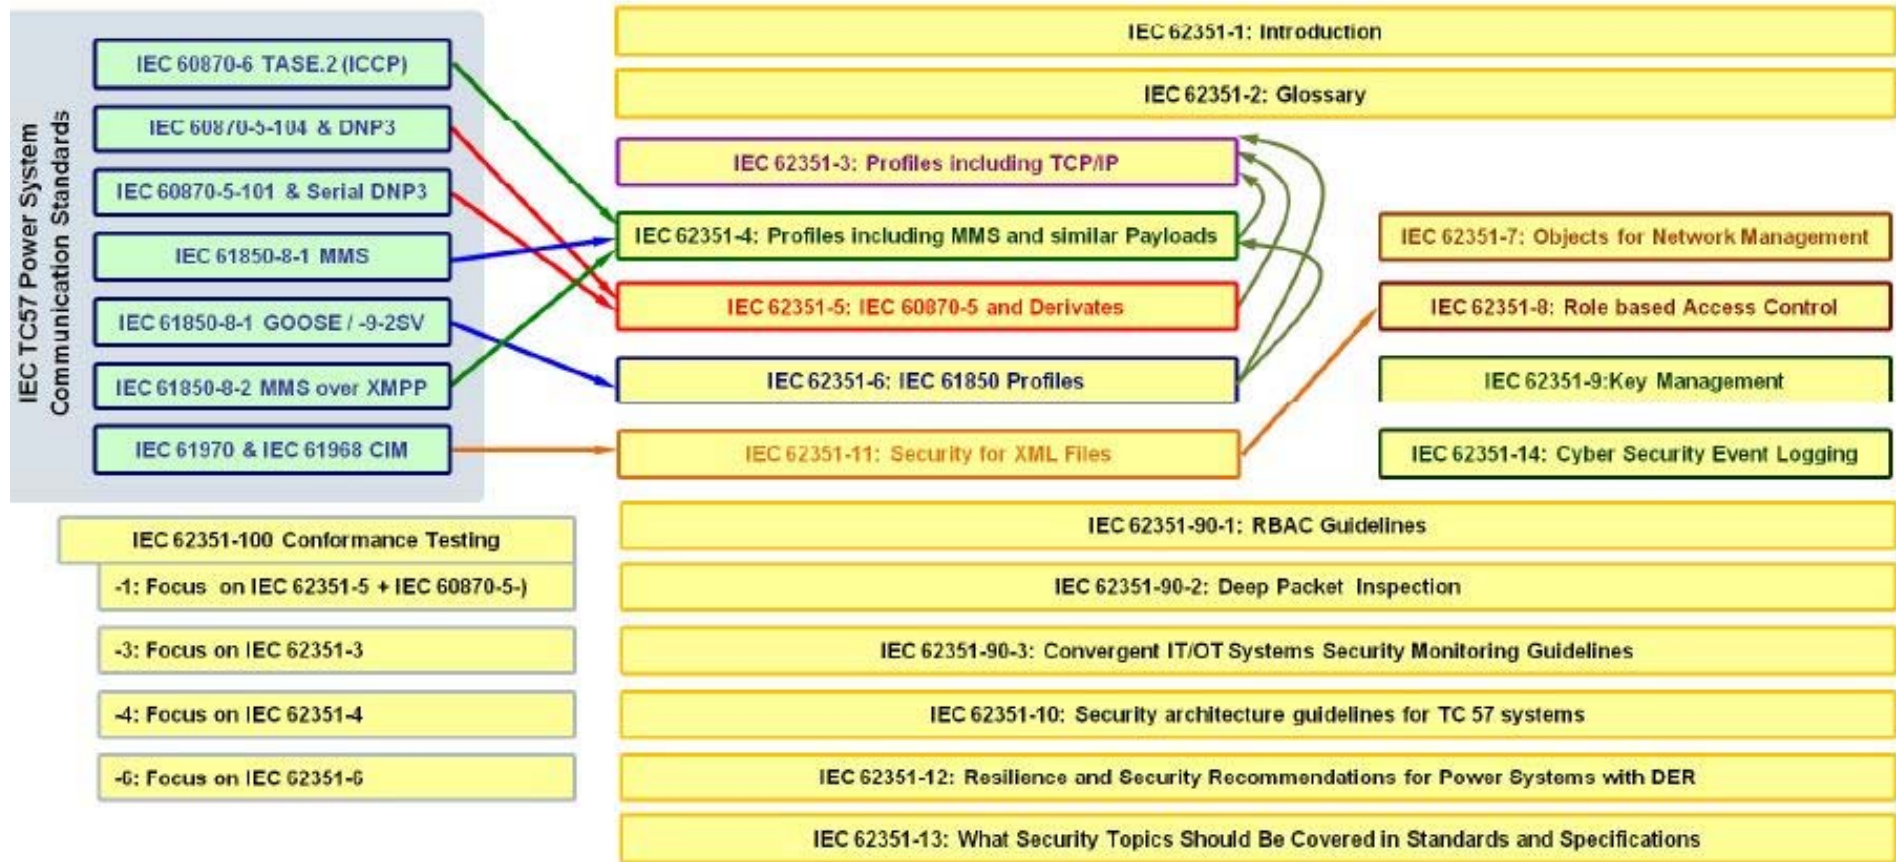 IEC TC57 Power System
Communication Standards
IEC 60870-6 TASE.2 (ICCP)
IEC 60870-5-104 & DNP3
IEC 60870-5-101 & Serial DNP3
IEC 61850-8-1 MMS
IEC 61850-8-1 GOOSE / -9-2SV
IEC 61850-8-2 MMS over XMPP
IEC 61970 & IEC 61968 CIM
IEC 62351-100 Conformance Testing
-1: Focus on IEC 62351-5 + IEC 60870-5-)
-3: Focus on IEC 62351-3
-4: Focus on IEC 62351-4
-6: Focus on IEC 62351-6
IEC 62351-1: Introduction
IEC 62351-2: Glossary
IEC 62351-3: Profiles including TCP/IP
IEC 62351-4: Profiles including MMS and similar Payloads
IEC 62351-5: IEC 60870-5 and Derivates
IEC 62351-6: IEC 61850 Profiles
IEC 62351-11: Security for XML Files
IEC 62351-7: Objects for Network Management
IEC 62351-8: Role based Access Control
IEC 62351-9:Key Management
IEC 62351-14: Cyber Security Event Logging
IEC 62351-90-1: RBAC Guidelines
IEC 62351-90-2: Deep Packet Inspection
IEC 62351-90-3: Convergent IT/OT Systems Security Monitoring Guidelines
IEC 62351-10: Security architecture guidelines for TC 57 systems
IEC 62351-12: Resilience and Security Recommendations for Power Systems with DER
IEC 62351-13: What Security Topics Should Be Covered in Standards and Specifications